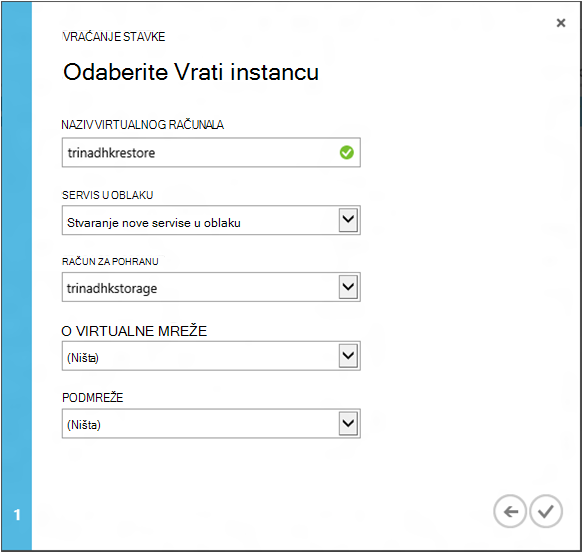 VRAĆANJE STAVKE
Odaberite Vrati instancu
NAZIV VIRTUALNOG RAČUNALA
trinadhkrestore
SERVIS U OBLAKU
Stvaranje nove servise u oblaku
RAČUN ZA POHRANU
trinadhkstorage
O VIRTUALNE MREŽE
(Ništa)
PODMREŽE
(Ništa)
1